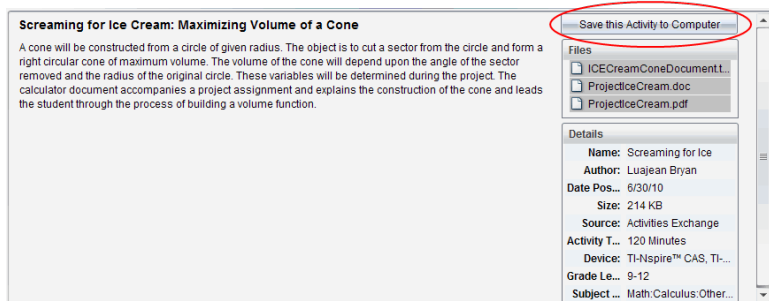 Screaming for Ice Cream: Maximizing Volume of a Cone
A cone will be constructed from a circle of given radius. The object is to cut a sector from the circle and form a
right circular cone of maximum volume. The volume of the cone will depend upon the angle of the sector
removed and the radius of the original circle. These variables will be determined during the project. The
calculator document accompanies a project assignment and explains the construction of the cone and leads
the student through the process of building a volume function.
Save this Activity to Computer
Files
ICECreamConeDocument.t...
ProjectIceCream.doc
ProjectIceCream.pdf
Details
Name: Screaming for Ice
Author: Luajean Bryan
Date Pos... 6/30/10
Size: 214 KB
Source: Activities Exchange
Activity T... 120 Minutes
Device: TI-Nspire™ CAS, TI-...
Grade Le... 9-12
Subject ... Math:Calculus:Other...